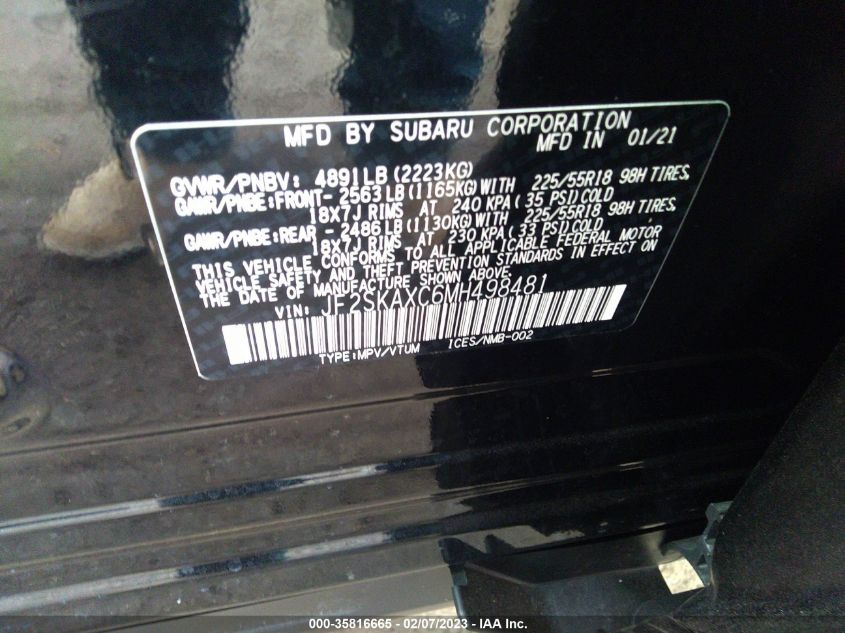 MFD BY SUBARU CORPORATION
MFD IN 01/21
GVWR/PNBV: 4891LB (2223KG)
GAWR/PNBE:FRONT- 2563LB(1165KG)WITH 225/55R18 98H TIRES,
18X7J RIMS AT 240 KPA(35 PSI)COLD
GAWR/PNBE:REAR -2486LB(1130KG)WITH 225/55R18 98H TIRES,
18X7J RIMS AT 230 KPA(33 PSI)COLD
THIS VEHICLE CONFORMS TO ALL APPLICABLE FEDERAL MOTOR
VEHICLE SAFETY AND THEFT PREVENTION STANDARDS IN EFFECT ON
THE DATE OF MANUFACTURE SHOWN ABOVE.
VIN: JF2SKAXC6MH498481
TYPE:MPV/VTUM ICES/NMB-002
000-35816665 - 02/07/2023 - IAA Inc.